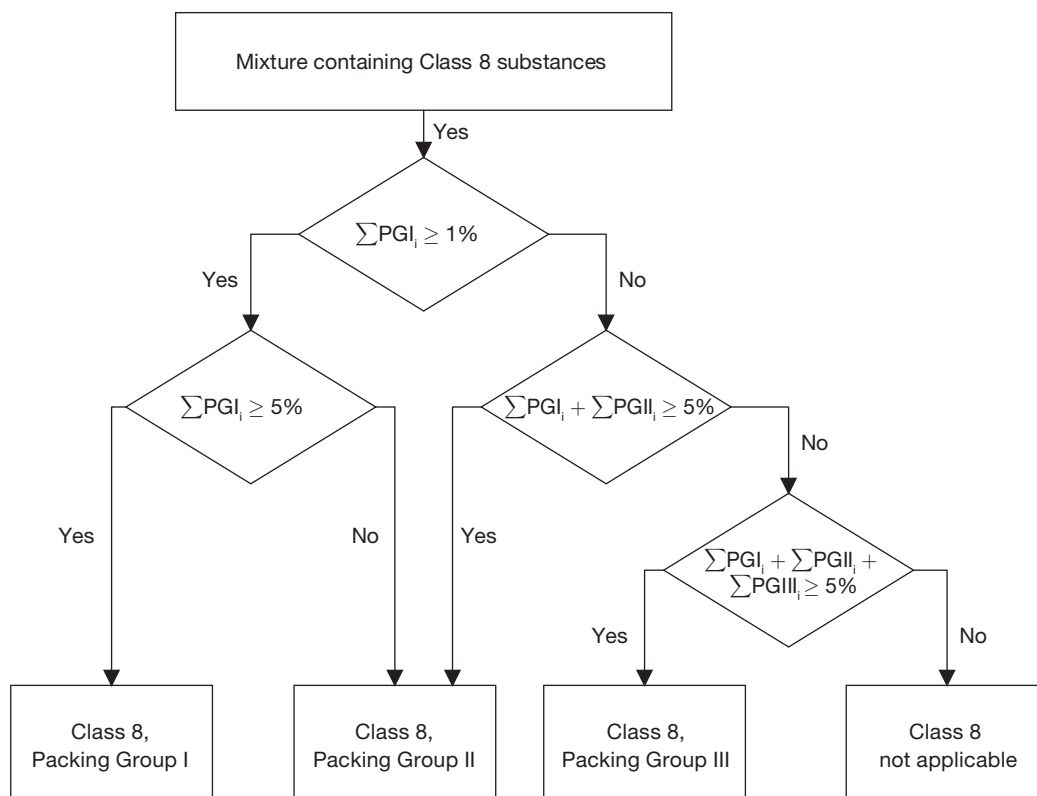 Mixture containing Class 8 substances
Yes
∑PGIᵢ ≥ 1%
Yes
No
∑PGIᵢ ≥ 5%
∑PGIᵢ + ∑PGIIᵢ ≥ 5%
No
Yes
No
Yes
∑PGIᵢ + ∑PGIIᵢ +
∑PGIIIᵢ ≥ 5%
Yes
No
Class 8,
Packing Group I
Class 8,
Packing Group II
Class 8,
Packing Group III
Class 8
not applicable